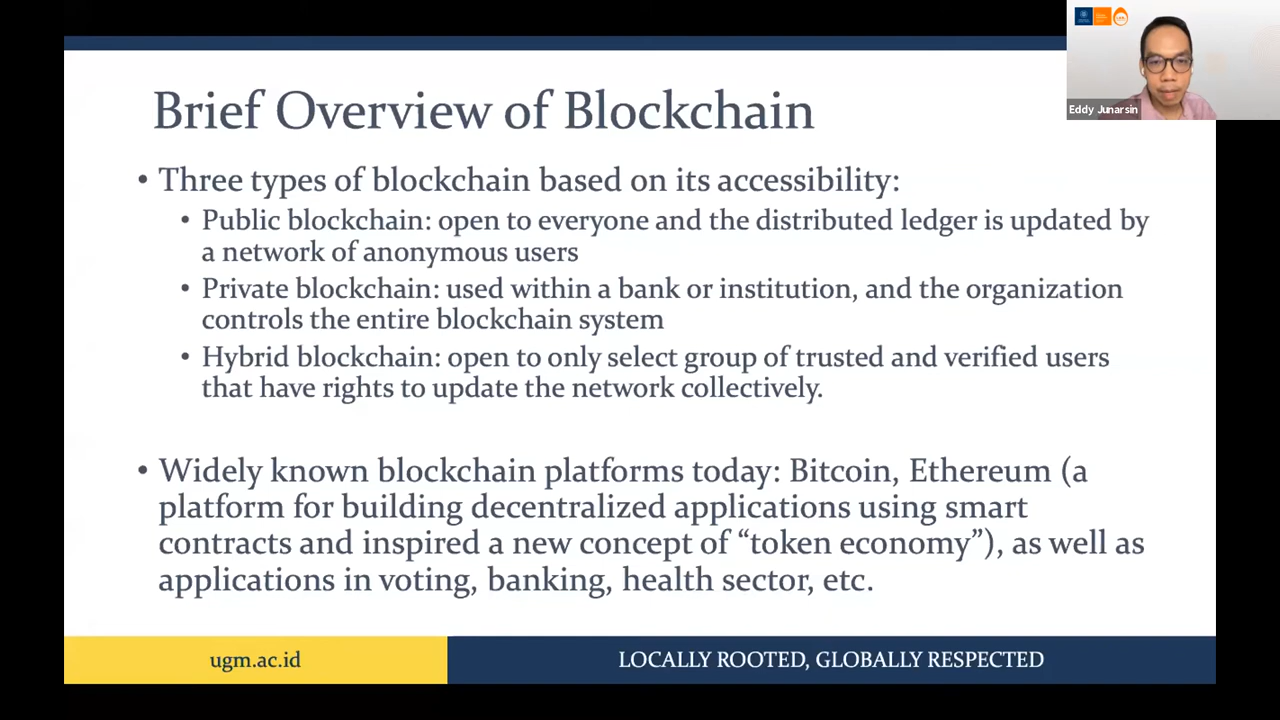 Eddy Junarsin
Brief Overview of Blockchain
• Three types of blockchain based on its accessibility:
• Public blockchain: open to everyone and the distributed ledger is updated by
a network of anonymous users
• Private blockchain: used within a bank or institution, and the organization
controls the entire blockchain system
• Hybrid blockchain: open to only select group of trusted and verified users
that have rights to update the network collectively.
• Widely known blockchain platforms today: Bitcoin, Ethereum (a
platform for building decentralized applications using smart
contracts and inspired a new concept of “token economy”), as well as
applications in voting, banking, health sector, etc.
ugm.ac.id
LOCALLY ROOTED, GLOBALLY RESPECTED